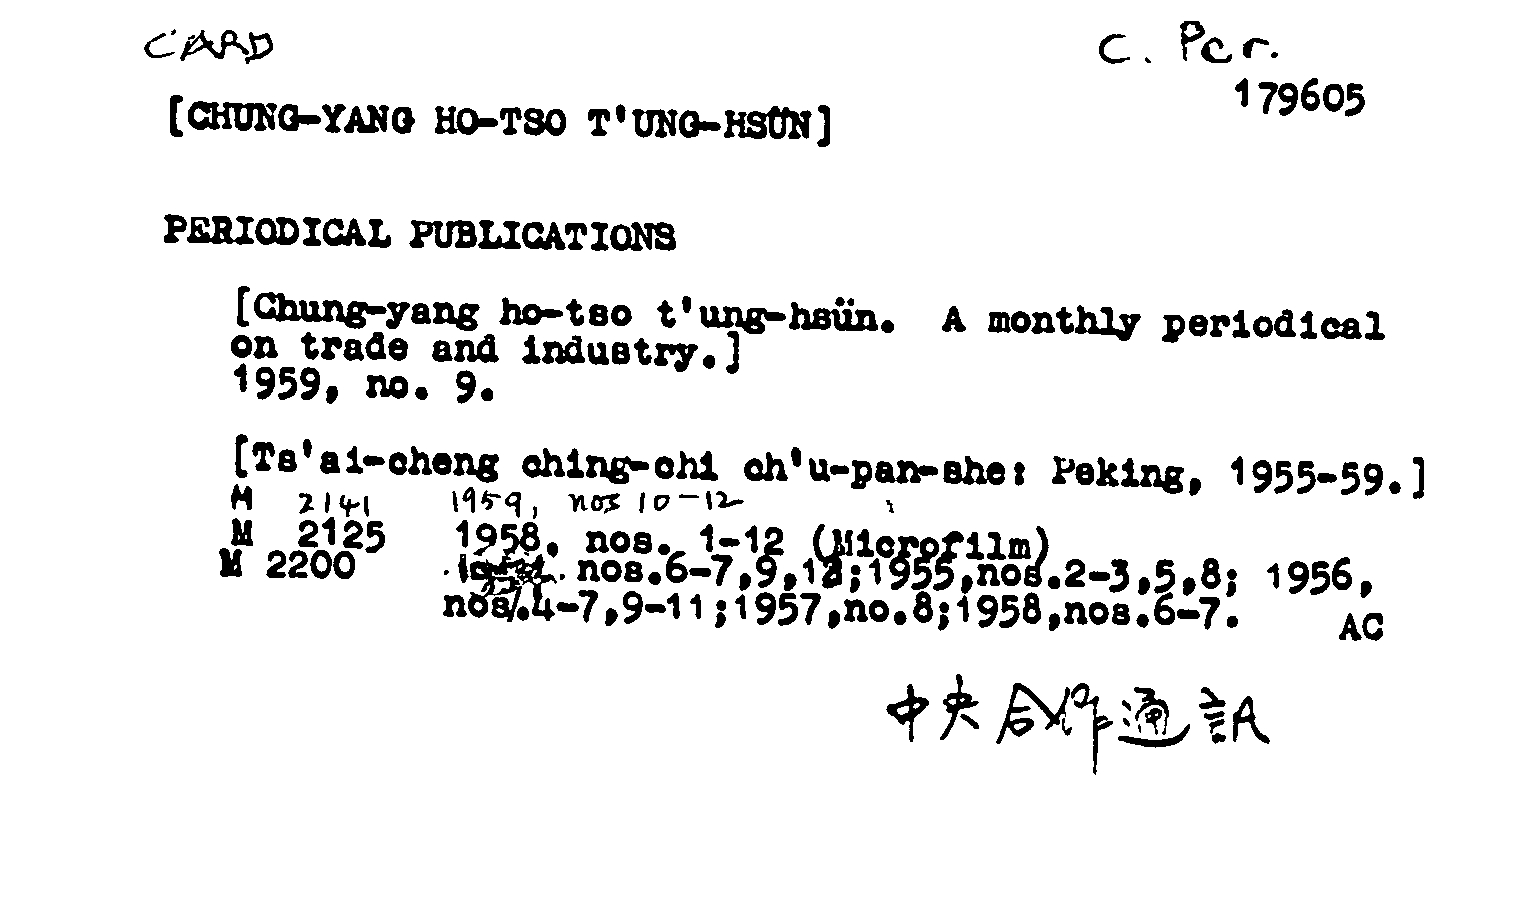 CARD
C. Per.
179605
[CHUNG-YANG HO-TSO T'UNG-HSÜN]
PERIODICAL PUBLICATIONS
[Chung-yang ho-tso t'ung-hsün. A monthly periodical
on trade and industry.]
1959, no. 9.
[Ts'ai-cheng ching-chi ch'u-pan-she: Peking, 1955-59.]
M 2141 1959, nos 10-12
M 2125 1958, nos. 1-12 (Microfilm)
M 2200 nos.6-7,9,12;1955,nos.2-3,5,8; 1956,
nos.4-7,9-11;1957,no.8;1958,nos.6-7.
AC
中央合作通訊